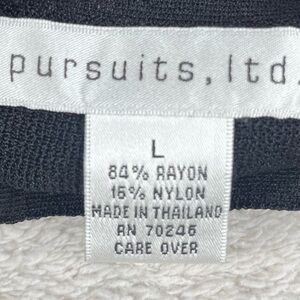 pursuits, ltd.
L
84% RAYON
16% NYLON
MADE IN THAILAND
RN 70246
CARE OVER